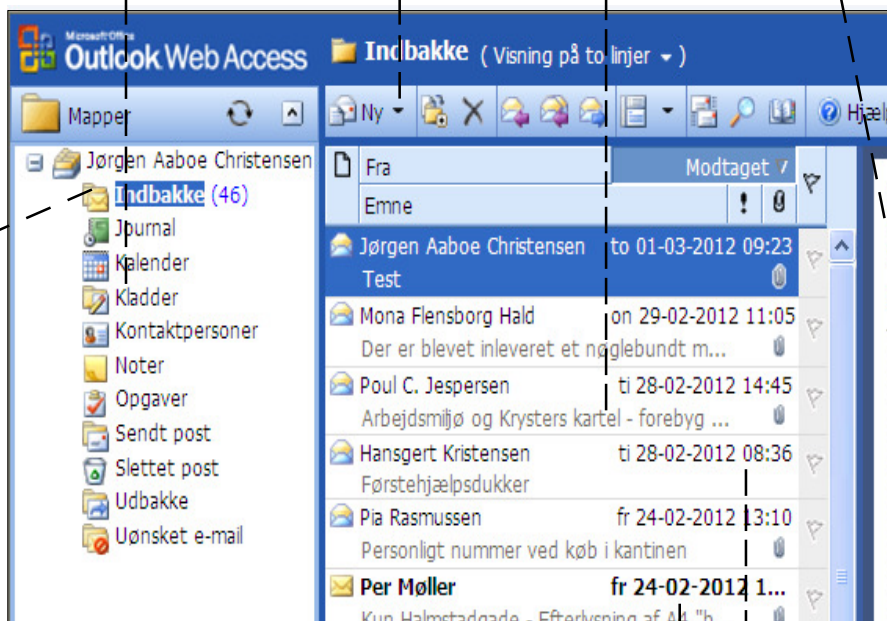 Microsoft Office
Outlook Web Access
Indbakke ( Visning på to linjer )
Mapper
Ny
Hjælp
Jørgen Aaboe Christensen
Indbakke (46)
Journal
Kalender
Kladder
Kontaktpersoner
Noter
Opgaver
Sendt post
Slettet post
Udbakke
Uønsket e-mail
Fra Modtaget
Emne !
Jørgen Aaboe Christensen to 01-03-2012 09:23
Test
Mona Flensborg Hald on 29-02-2012 11:05
Der er blevet inleveret et nøglebundt m...
Poul C. Jespersen ti 28-02-2012 14:45
Arbejdsmiljø og Krysters kartel - forebyg ...
Hansgert Kristensen ti 28-02-2012 08:36
Førstehjælpsdukker
Pia Rasmussen fr 24-02-2012 13:10
Personligt nummer ved køb i kantinen
Per Møller fr 24-02-2012 1...
Kun Halmstadgade - Efterlysning af A4 "b...